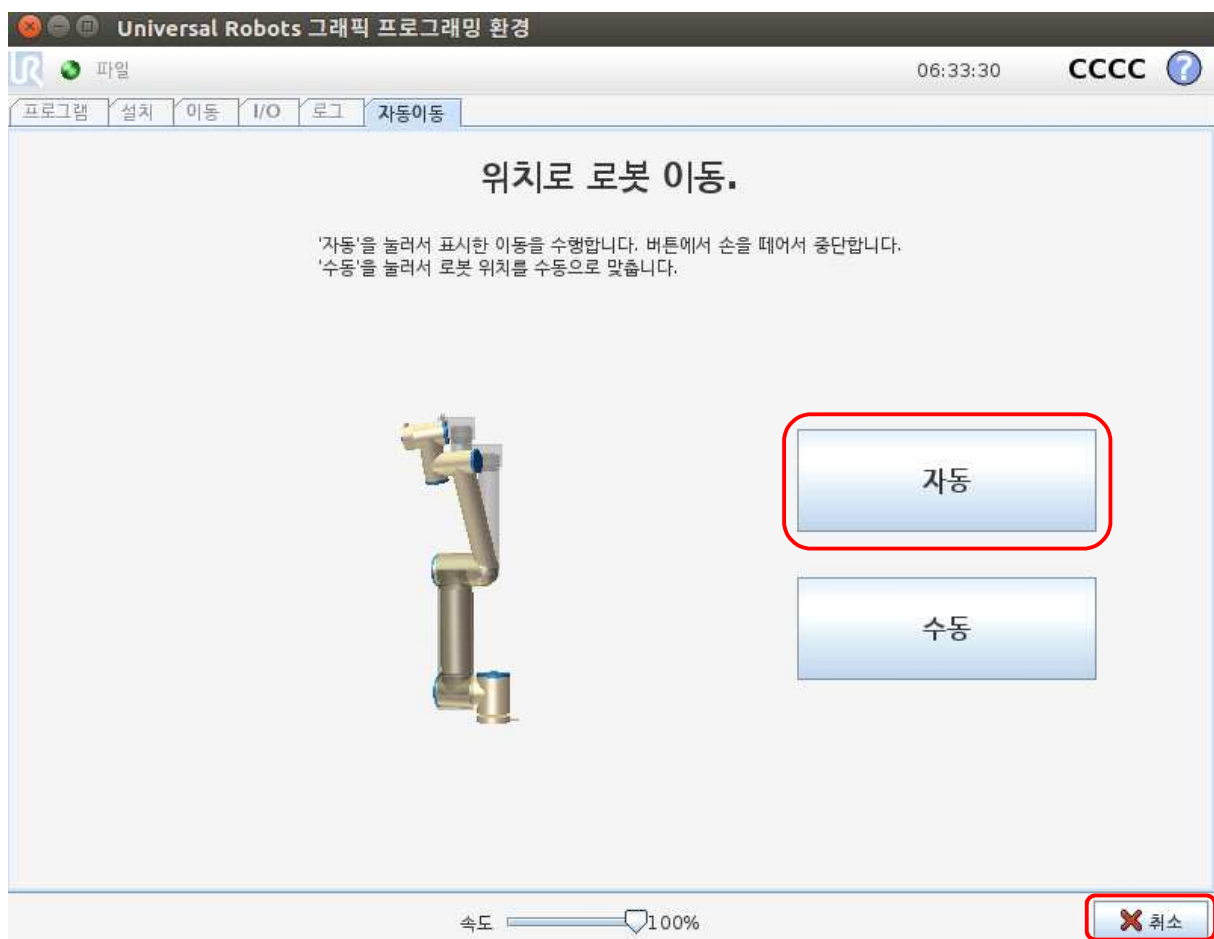 Universal Robots 그래픽 프로그래밍 환경
UR 파일 06:33:30 CCCC ?
프로그램 설치 이동 I/O 로그 자동이동
위치로 로봇 이동.
'자동'을 눌러서 표시한 이동을 수행합니다. 버튼에서 손을 떼어서 중단합니다.
'수동'을 눌러서 로봇 위치를 수동으로 맞춥니다.
자동
수동
속도 100% 취소